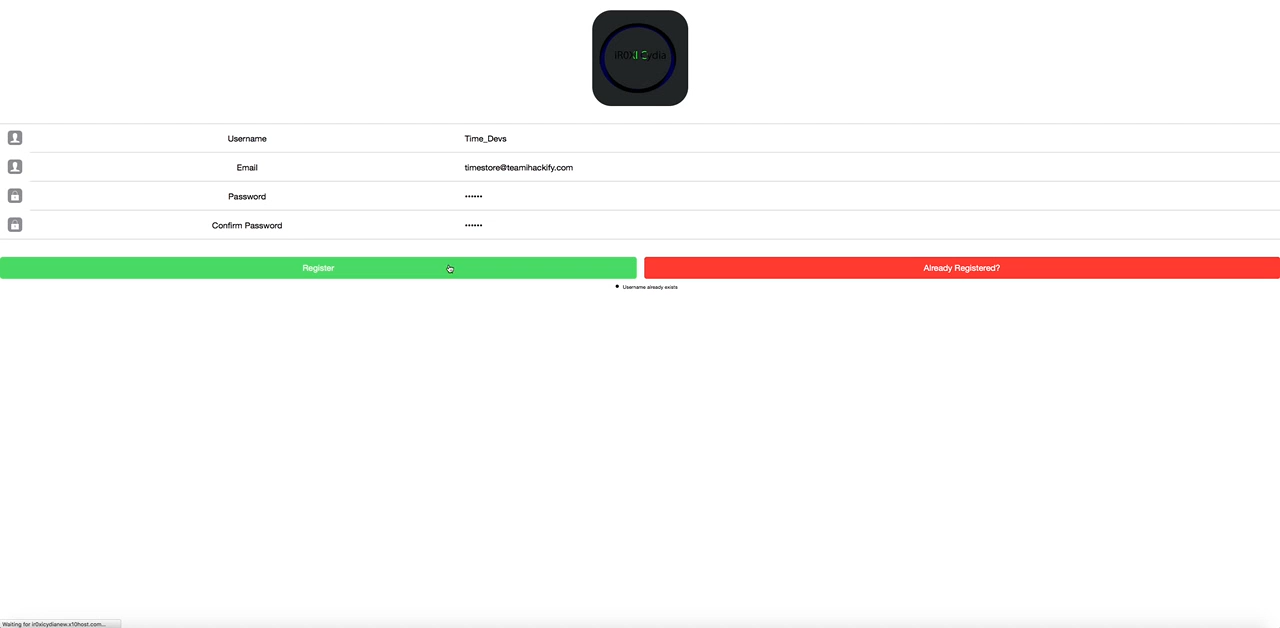 Username Time_Devs
Email timestore@teamihackify.com
Password ••••••
Confirm Password ••••••
Register Already Registered?
Username already exists
Waiting for ir0xlcydianew.x10host.com...